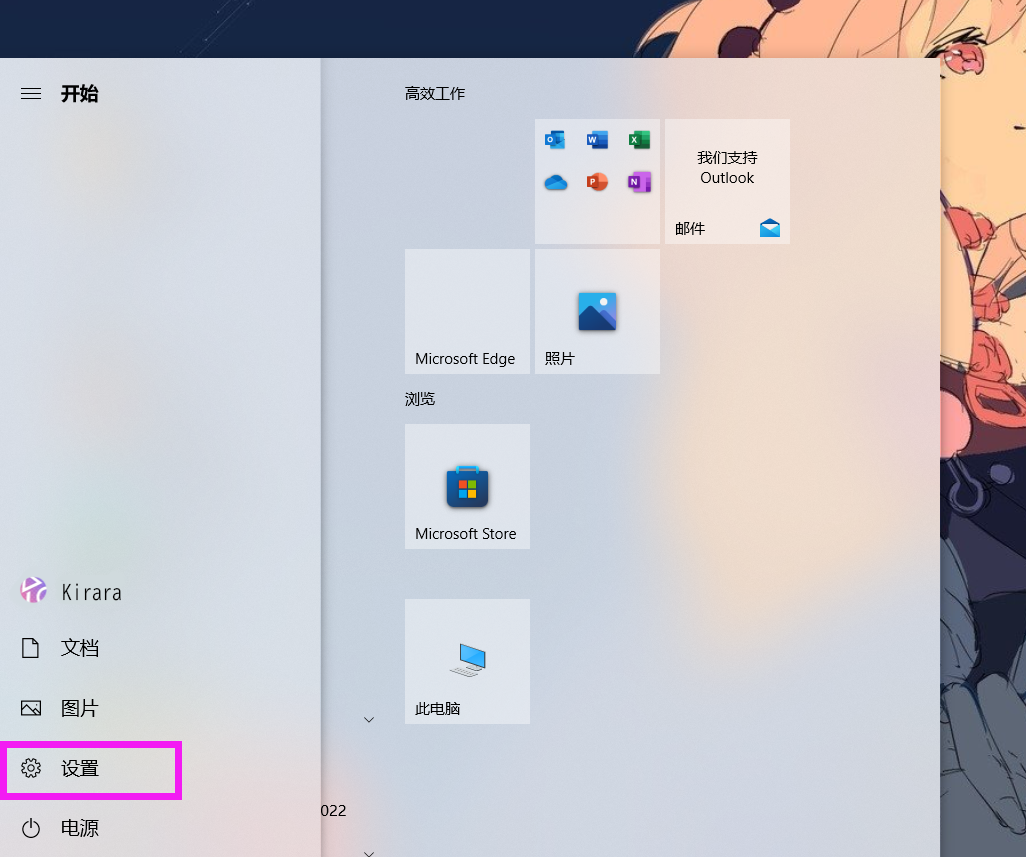 开始
高效工作
我们支持
Outlook
邮件
Microsoft Edge
照片
浏览
Microsoft Store
Kirara
文档
图片
此电脑
设置
022
电源